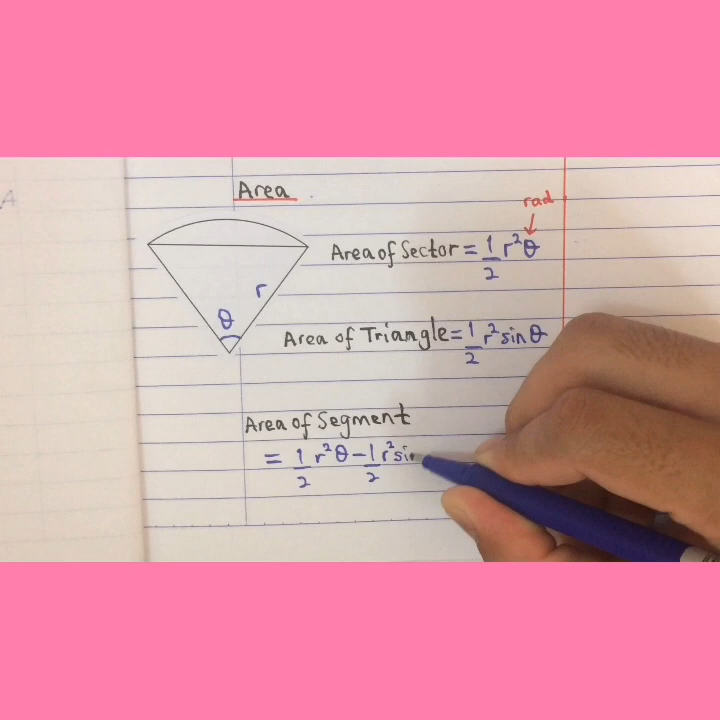 A
Area
rad
Area of Sector = 1/2 r²θ
r
θ
Area of Triangle = 1/2 r² sin θ
Area of Segment
= 1/2 r²θ - 1/2 r² si